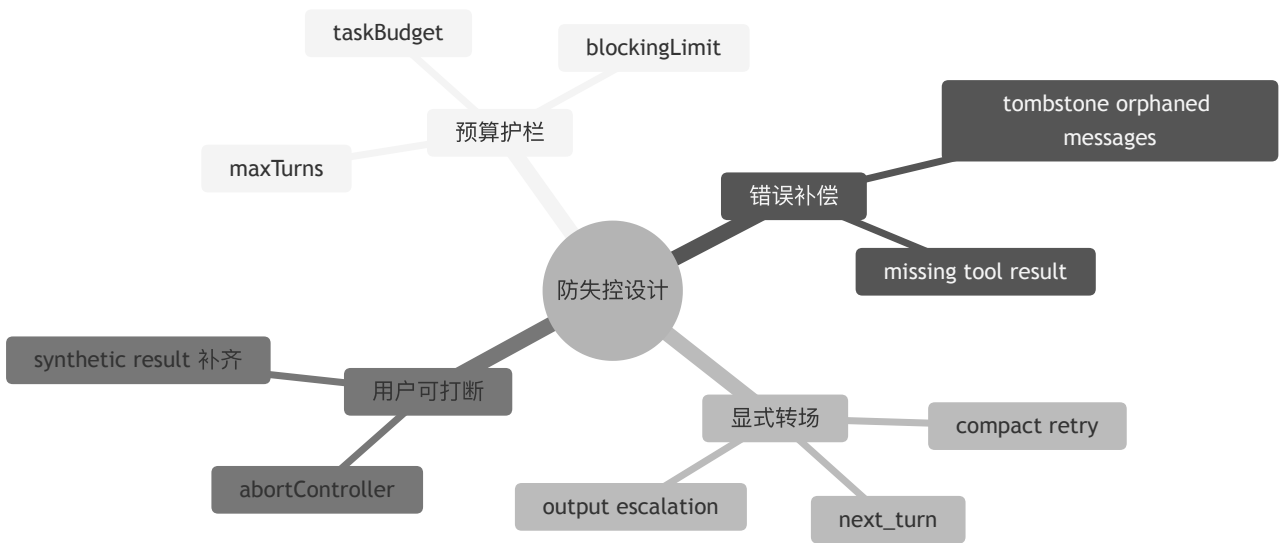 taskBudget
blockingLimit
预算护栏
maxTurns
tombstone orphaned
messages
错误补偿
missing tool result
防失控设计
synthetic result 补齐
用户可打断
abortController
显式转场
compact retry
output escalation
next_turn